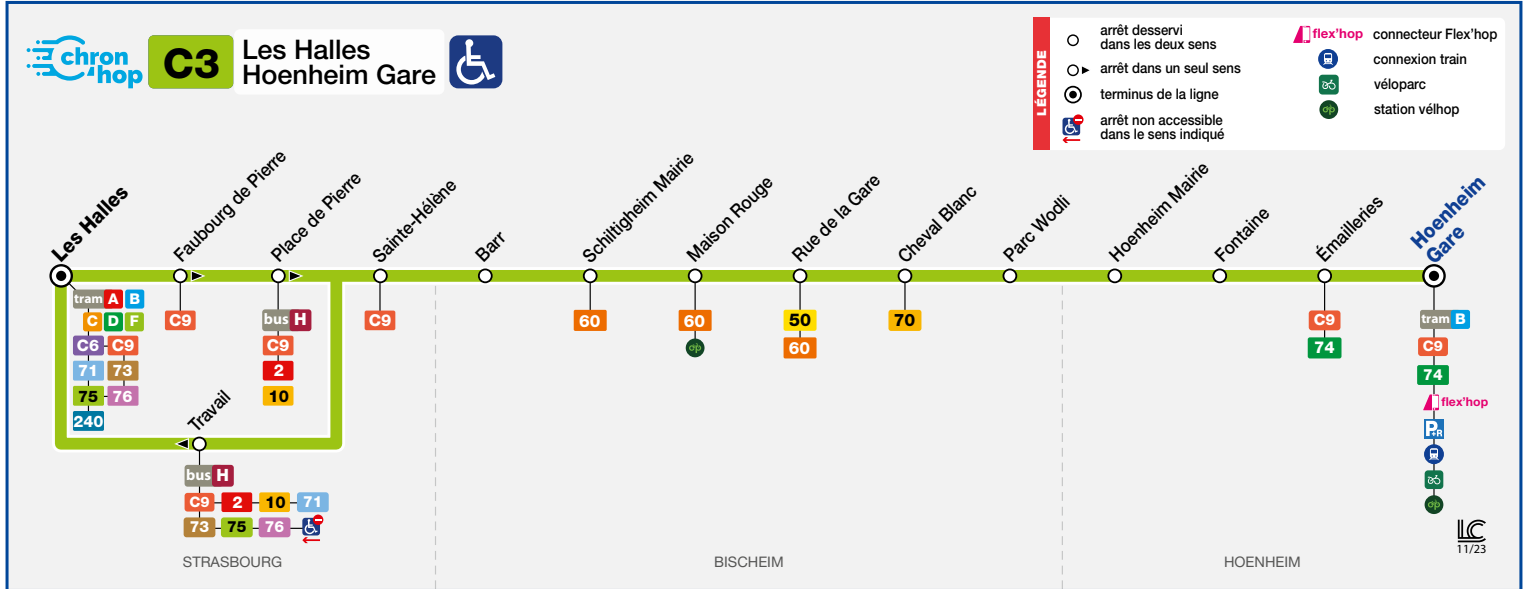 chron
hop
C3
Les Halles
Hoenheim Gare
LÉGENDE
arrêt desservi
dans les deux sens
arrêt dans un seul sens
terminus de la ligne
arrêt non accessible
dans le sens indiqué
flex'hop connecteur Flex'hop
connexion train
véloparc
station vélhop
Les Halles
Faubourg de Pierre
Place de Pierre
Sainte-Hélène
Barr
Schiltigheim Mairie
Maison Rouge
Rue de la Gare
Cheval Blanc
Parc Wodli
Hoenheim Mairie
Fontaine
Émailleries
Hoenheim
Gare
tram A B
C D F
C6 C9
71 73
75 76
240
C9
bus H
C9
2
10
C9
60
60
50
60
70
C9
74
tram B
C9
74
flex'hop
P+R
Travail
bus H
C9 2 10 71
73 75 76
STRASBOURG
BISCHEIM
HOENHEIM
LC
11/23